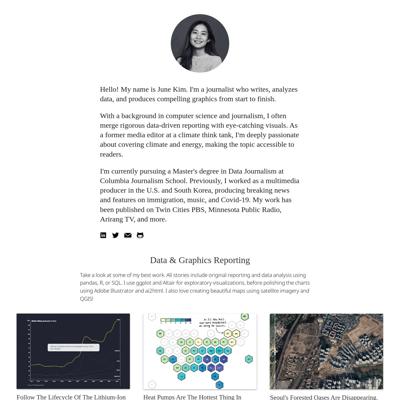 Hello! My name is June Kim. I'm a journalist who writes, analyzes
data, and produces compelling graphics from start to finish.
With a background in computer science and journalism, I often
merge rigorous data-driven reporting with eye-catching visuals. As
a former media editor at a climate think tank, I'm deeply passionate
about covering climate and energy, making the topic accessible to
readers.
I'm currently pursuing a Master's degree in Data Journalism at
Columbia Journalism School. Previously, I worked as a multimedia
producer in the U.S. and South Korea, producing breaking news
and features on immigration, music, and Covid-19. My work has
been published on Twin Cities PBS, Minnesota Public Radio,
Arirang TV, and more.
Data & Graphics Reporting
Take a look at some of my best work. All stories include original reporting and data analysis using
pandas, R, or SQL. I use ggplot and Altair for exploratory visualizations, before polishing the charts
using Adobe Illustrator and ai2html. I also love creating beautiful maps using satellite imagery and
QGIS!
Follow The Lifecycle Of The Lithium-Ion
Heat Pumps Are The Hottest Thing In
Seoul's Forested Oases Are Disappearing.